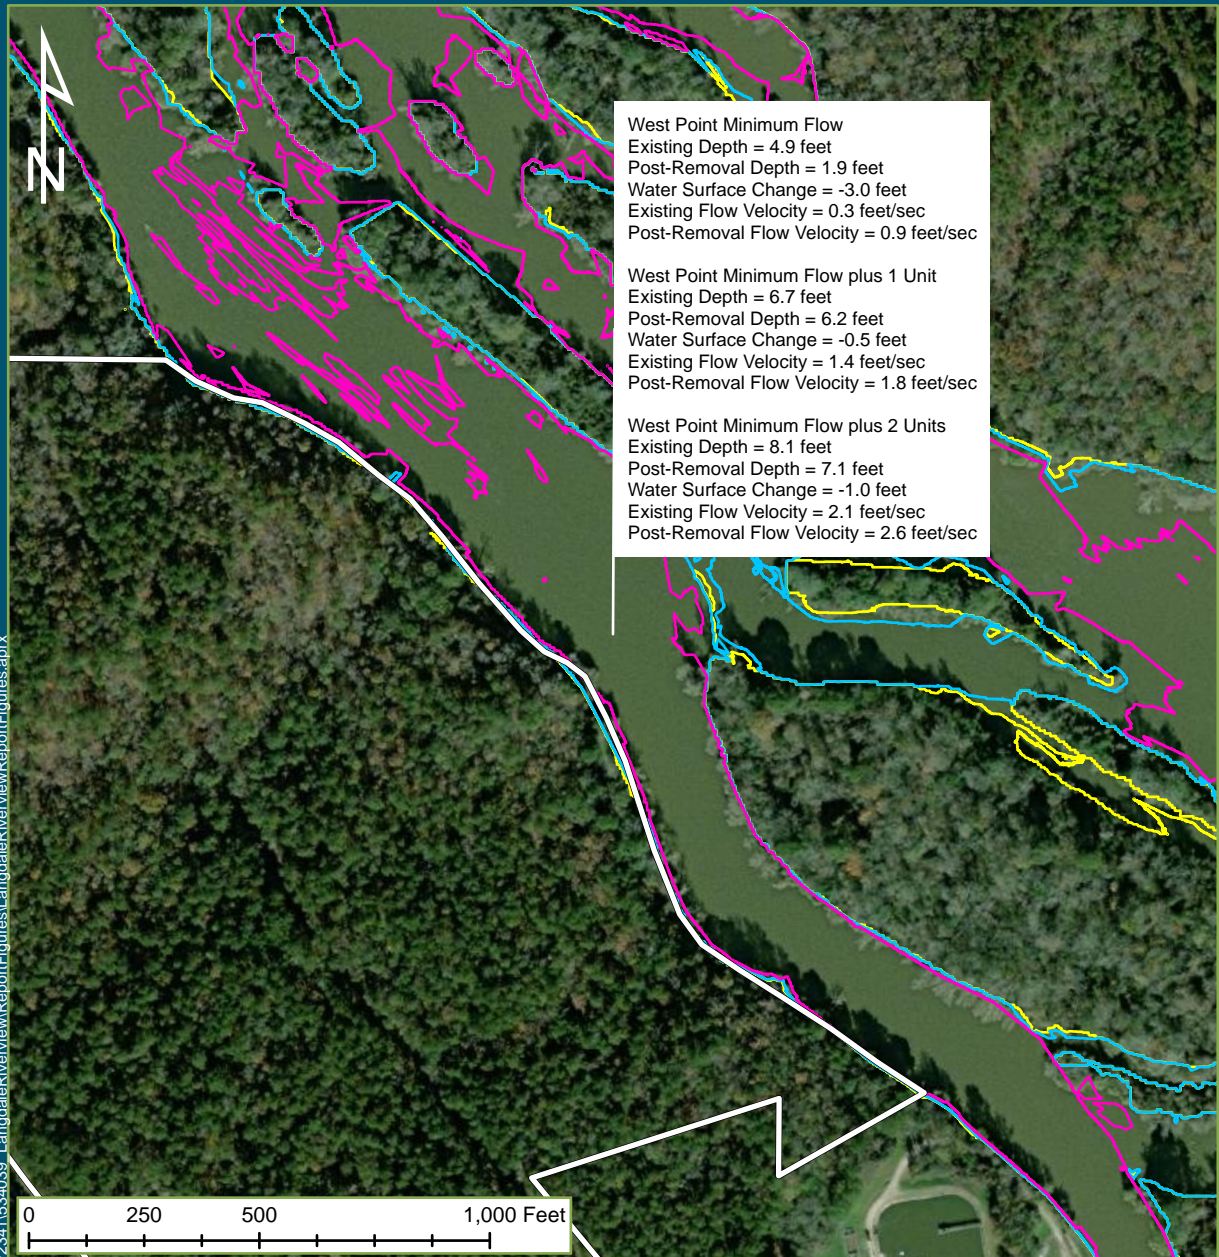 N
West Point Minimum Flow
Existing Depth = 4.9 feet
Post-Removal Depth = 1.9 feet
Water Surface Change = -3.0 feet
Existing Flow Velocity = 0.3 feet/sec
Post-Removal Flow Velocity = 0.9 feet/sec
West Point Minimum Flow plus 1 Unit
Existing Depth = 6.7 feet
Post-Removal Depth = 6.2 feet
Water Surface Change = -0.5 feet
Existing Flow Velocity = 1.4 feet/sec
Post-Removal Flow Velocity = 1.8 feet/sec
West Point Minimum Flow plus 2 Units
Existing Depth = 8.1 feet
Post-Removal Depth = 7.1 feet
Water Surface Change = -1.0 feet
Existing Flow Velocity = 2.1 feet/sec
Post-Removal Flow Velocity = 2.6 feet/sec
2341\534039_LangdaleRiverview\ReportFigures\LangdaleRiverviewReportFigures.aprx
0 250 500 1,000 Feet